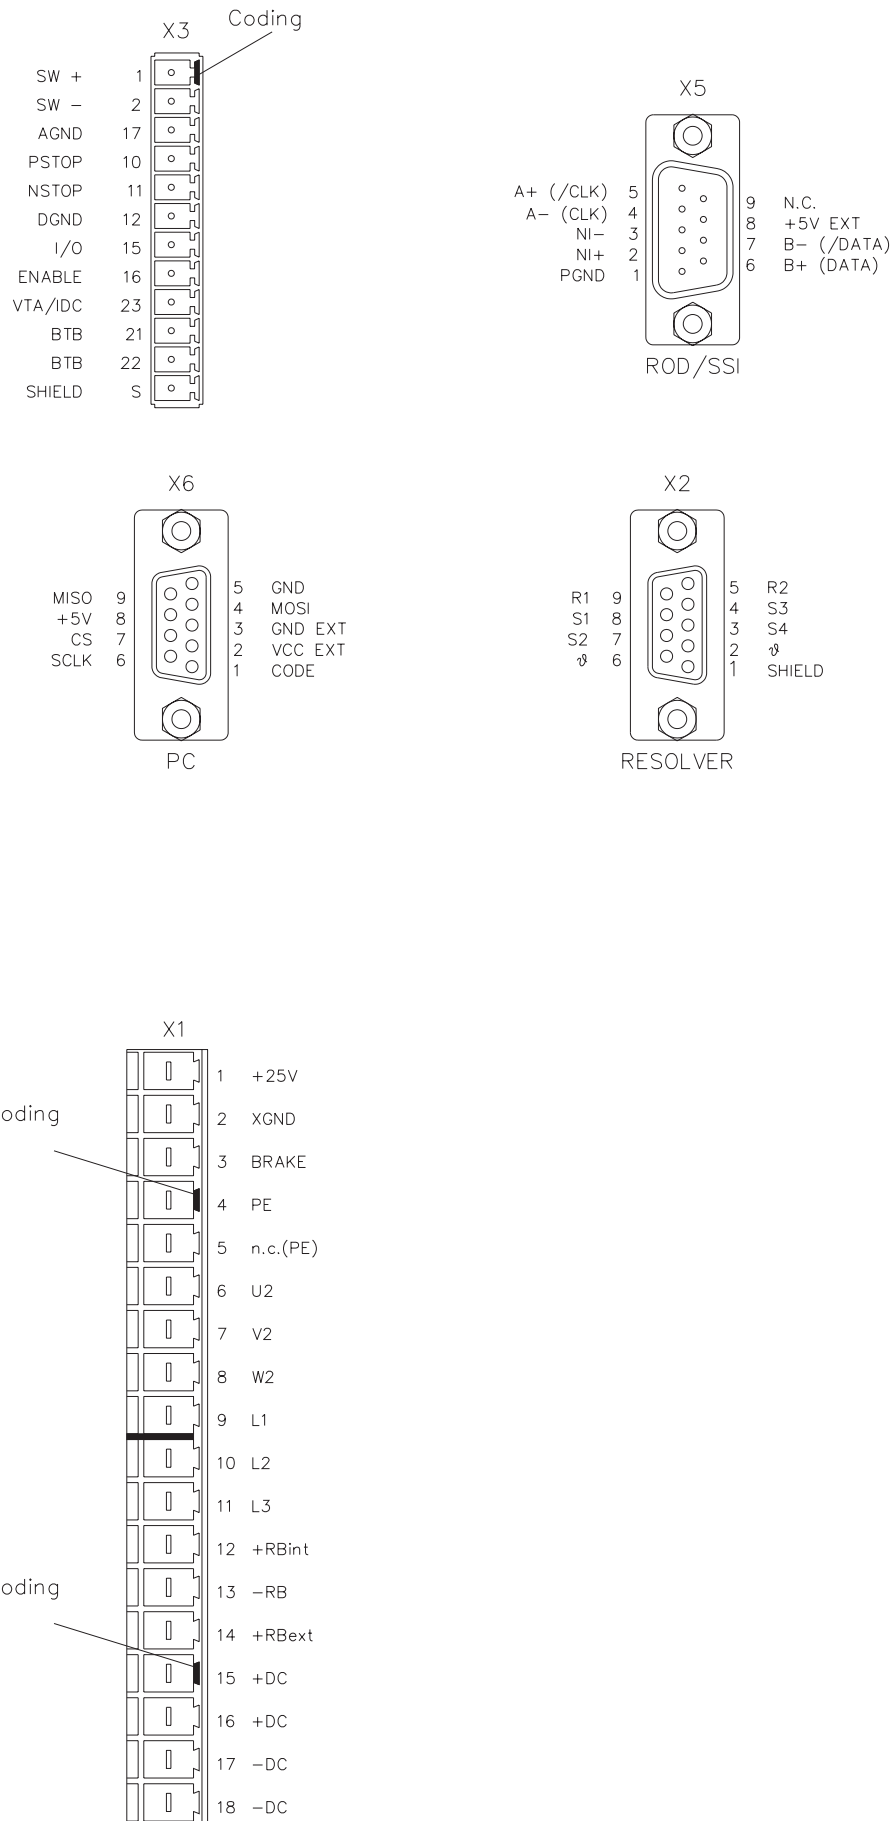 X3
Coding
SW + 1
SW - 2
AGND 17
PSTOP 10
NSTOP 11
DGND 12
I/O 15
ENABLE 16
VTA/IDC 23
BTB 21
BTB 22
SHIELD S
X5
A+ (/CLK) 5
A- (CLK) 4
NI- 3
NI+ 2
PGND 1
9 N.C.
8 +5V EXT
7 B- (/DATA)
6 B+ (DATA)
ROD/SSI
X6
MISO 9
+5V 8
CS 7
SCLK 6
5 GND
4 MOSI
3 GND EXT
2 VCC EXT
1 CODE
PC
X2
R1 9
S1 8
S2 7
ϑ 6
5 R2
4 S3
3 S4
2 ϑ
1 SHIELD
RESOLVER
X1
1 +25V
oding
2 XGND
3 BRAKE
4 PE
5 n.c.(PE)
6 U2
7 V2
8 W2
9 L1
10 L2
11 L3
12 +RBint
oding
13 -RB
14 +RBext
15 +DC
16 +DC
17 -DC
18 -DC